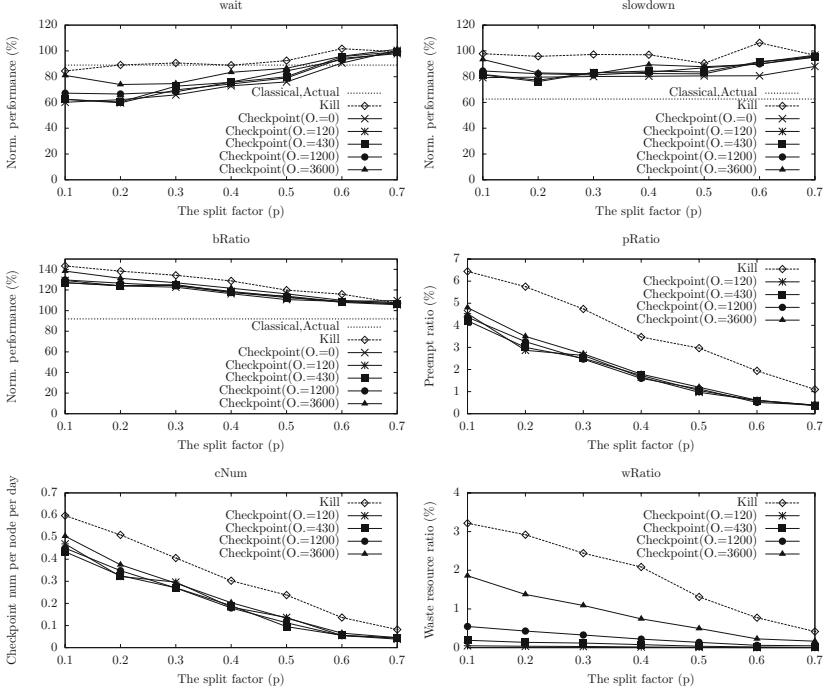 wait
Norm. performance (%)
120
100
80
60
40
20
0
Classical,Actual
Kill
Checkpoint(O.=0)
Checkpoint(O.=120)
Checkpoint(O.=430)
Checkpoint(O.=1200)
Checkpoint(O.=3600)
0.1 0.2 0.3 0.4 0.5 0.6 0.7
The split factor (p)
slowdown
Norm. performance (%)
120
100
80
60
40
20
0
Classical,Actual
Kill
Checkpoint(O.=0)
Checkpoint(O.=120)
Checkpoint(O.=430)
Checkpoint(O.=1200)
Checkpoint(O.=3600)
0.1 0.2 0.3 0.4 0.5 0.6 0.7
The split factor (p)
bRatio
Norm. performance (%)
140
120
100
80
60
40
20
0
Classical,Actual
Kill
Checkpoint(O.=0)
Checkpoint(O.=120)
Checkpoint(O.=430)
Checkpoint(O.=1200)
Checkpoint(O.=3600)
0.1 0.2 0.3 0.4 0.5 0.6 0.7
The split factor (p)
pRatio
Preempt ratio (%)
7
6
5
4
3
2
1
0
Kill
Checkpoint(O.=120)
Checkpoint(O.=430)
Checkpoint(O.=1200)
Checkpoint(O.=3600)
0.1 0.2 0.3 0.4 0.5 0.6 0.7
The split factor (p)
cNum
Checkpoint num per node per day
0.7
0.6
0.5
0.4
0.3
0.2
0.1
0
Kill
Checkpoint(O.=120)
Checkpoint(O.=430)
Checkpoint(O.=1200)
Checkpoint(O.=3600)
0.1 0.2 0.3 0.4 0.5 0.6 0.7
The split factor (p)
wRatio
Waste resource ratio (%)
4
3
2
1
0
Kill
Checkpoint(O.=120)
Checkpoint(O.=430)
Checkpoint(O.=1200)
Checkpoint(O.=3600)
0.1 0.2 0.3 0.4 0.5 0.6 0.7
The split factor (p)